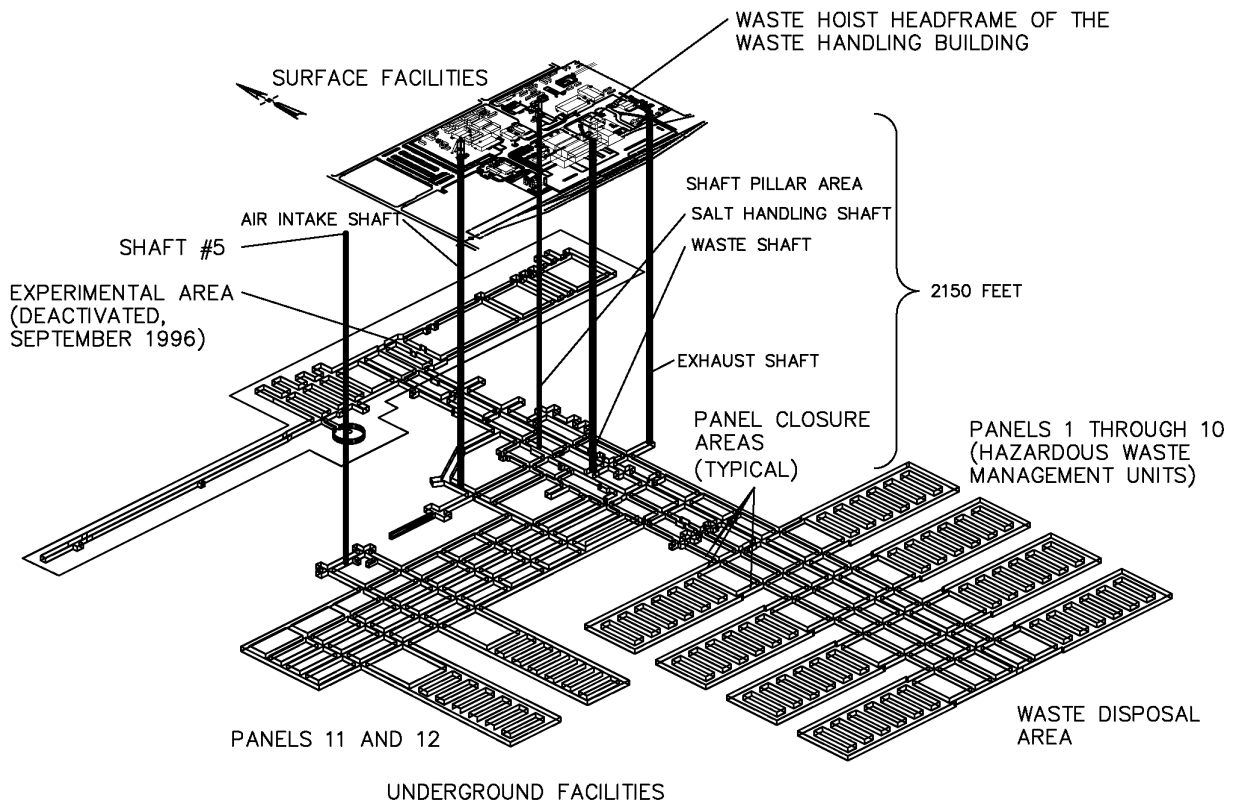 WASTE HOIST HEADFRAME OF THE
WASTE HANDLING BUILDING
SURFACE FACILITIES
SHAFT PILLAR AREA
AIR INTAKE SHAFT
SALT HANDLING SHAFT
SHAFT #5
WASTE SHAFT
EXPERIMENTAL AREA
(DEACTIVATED,
SEPTEMBER 1996)
2150 FEET
EXHAUST SHAFT
PANEL CLOSURE
AREAS
(TYPICAL)
PANELS 1 THROUGH 10
(HAZARDOUS WASTE
MANAGEMENT UNITS)
WASTE DISPOSAL
AREA
PANELS 11 AND 12
UNDERGROUND FACILITIES